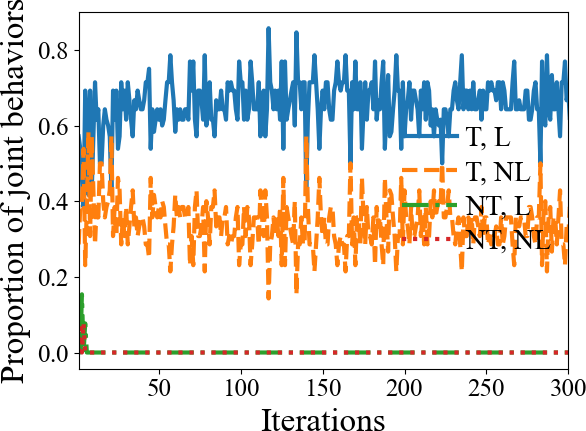 Proportion of joint behaviors
0.8
0.6
0.4
0.2
0.0
T, L
T, NL
NT, L
NT, NL
50
100
150
200
250
300
Iterations